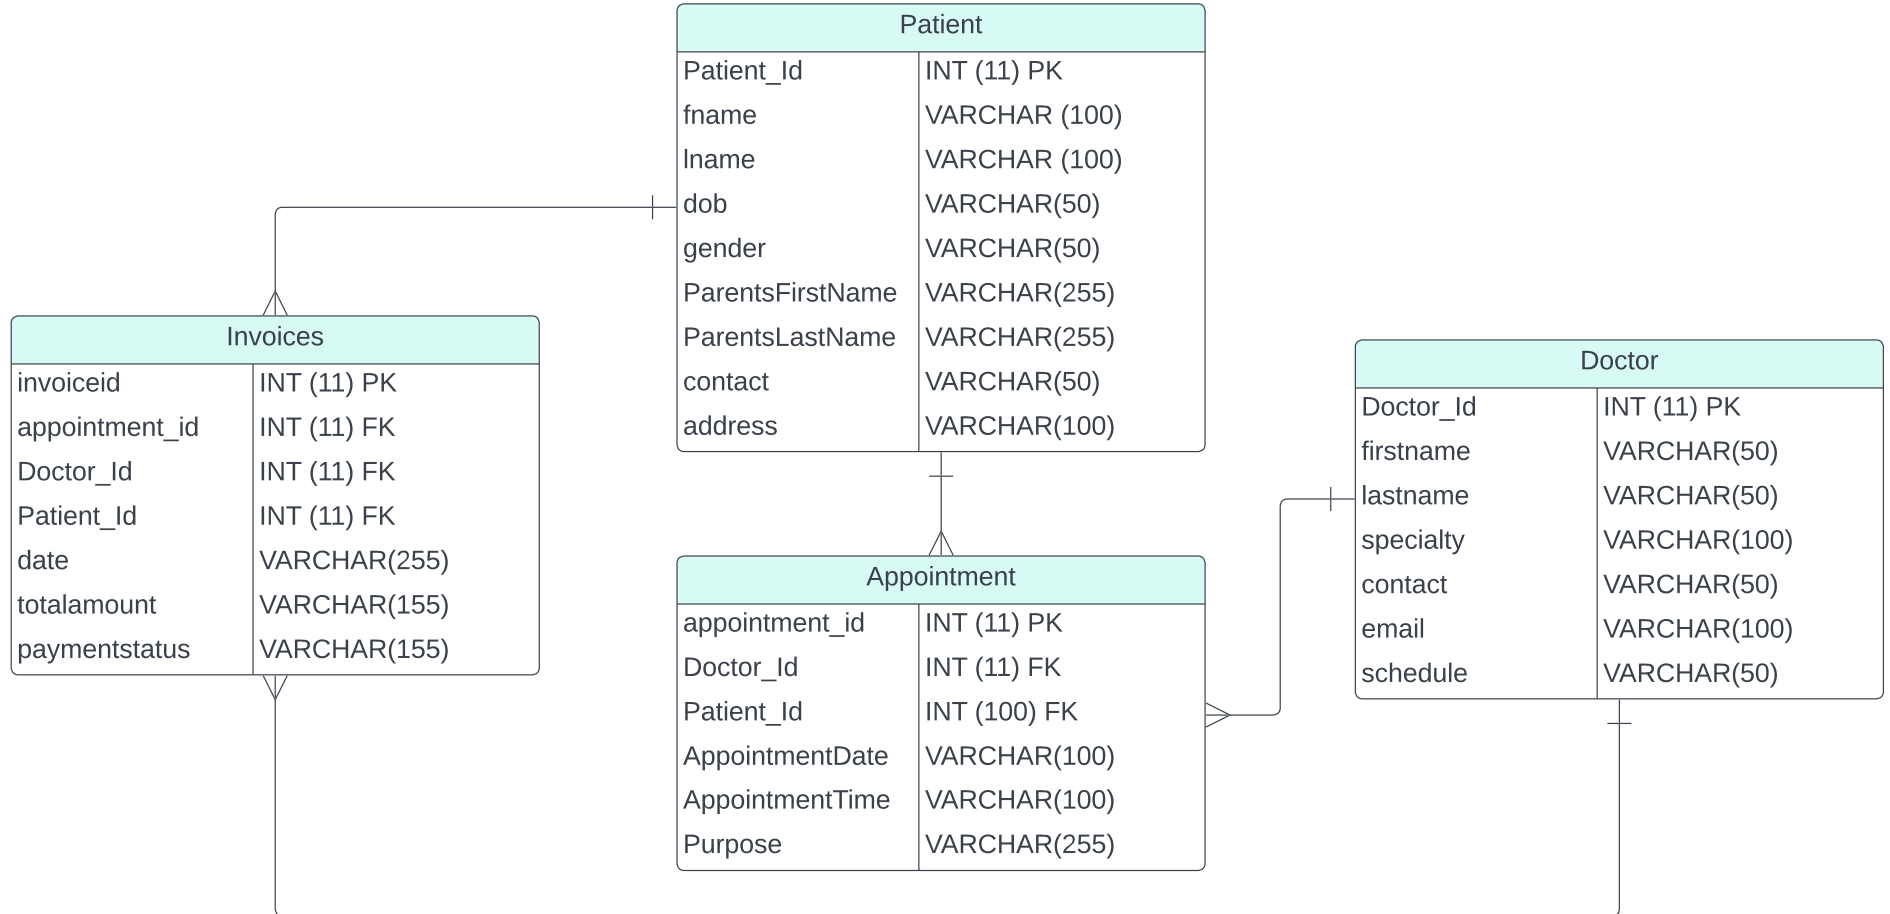 Patient
Patient_Id INT (11) PK
fname VARCHAR (100)
lname VARCHAR (100)
dob VARCHAR(50)
gender VARCHAR(50)
ParentsFirstName VARCHAR(255)
ParentsLastName VARCHAR(255)
contact VARCHAR(50)
address VARCHAR(100)
Invoices
invoiceid INT (11) PK
appointment_id INT (11) FK
Doctor_Id INT (11) FK
Patient_Id INT (11) FK
date VARCHAR(255)
totalamount VARCHAR(155)
paymentstatus VARCHAR(155)
Appointment
appointment_id INT (11) PK
Doctor_Id INT (11) FK
Patient_Id INT (100) FK
AppointmentDate VARCHAR(100)
AppointmentTime VARCHAR(100)
Purpose VARCHAR(255)
Doctor
Doctor_Id INT (11) PK
firstname VARCHAR(50)
lastname VARCHAR(50)
specialty VARCHAR(100)
contact VARCHAR(50)
email VARCHAR(100)
schedule VARCHAR(50)